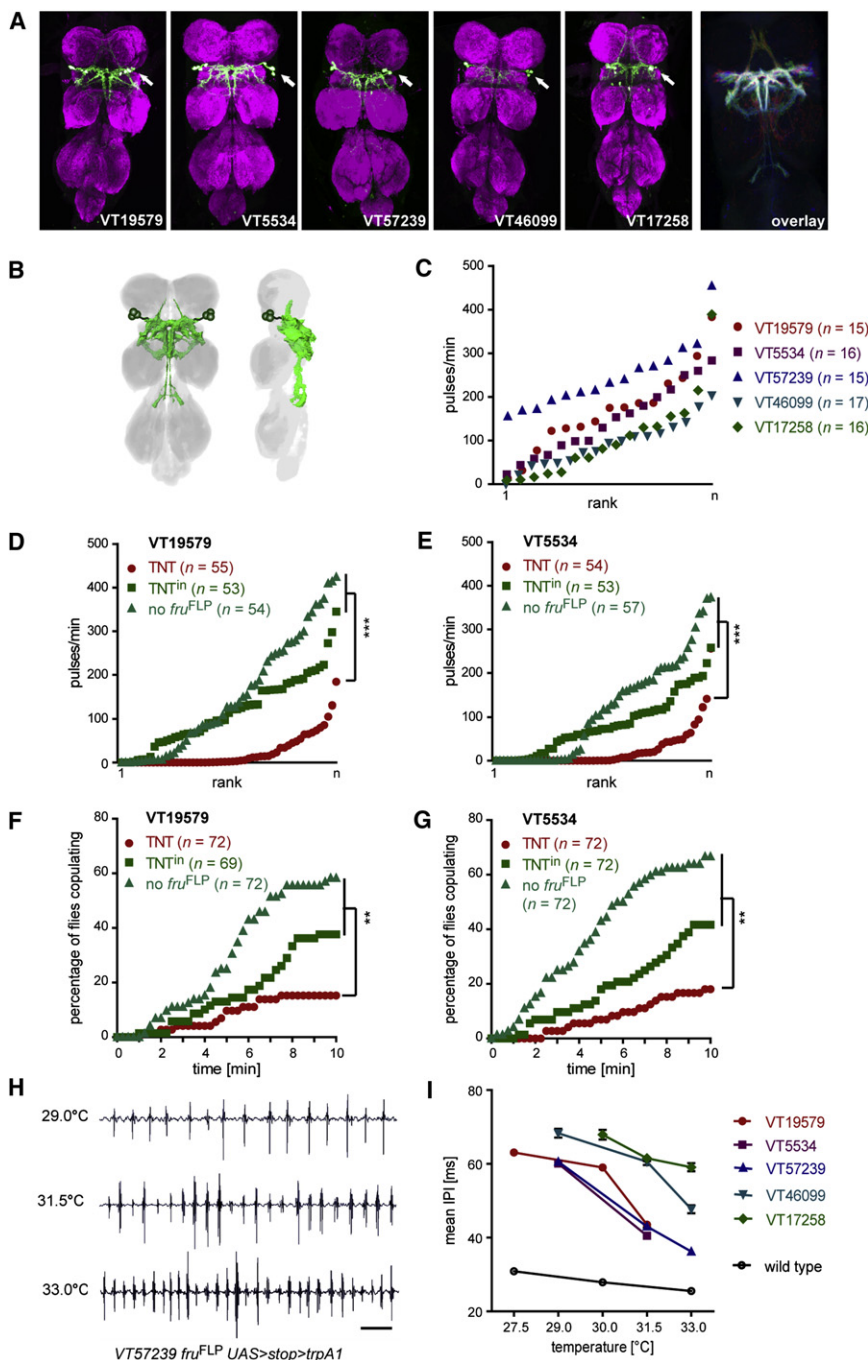 A
VT19579
VT5534
VT57239
VT46099
VT17258
overlay
B
C
500
400
300
200
100
0
pulses/min
1
n
rank
VT19579 (n = 15)
VT5534 (n = 16)
VT57239 (n = 15)
VT46099 (n = 17)
VT17258 (n = 16)
D
VT19579
500
400
300
200
100
0
pulses/min
TNT (n = 55)
TNTin (n = 53)
no fruFLP (n = 54)
***
1
n
rank
E
VT5534
500
400
300
200
100
0
pulses/min
TNT (n = 54)
TNTin (n = 53)
no fruFLP (n = 57)
***
1
n
rank
F
VT19579
80
60
40
20
0
percentage of flies copulating
TNT (n = 72)
TNTin (n = 69)
no fruFLP (n = 72)
**
0 2 4 6 8 10
time [min]
G
VT5534
80
60
40
20
0
percentage of flies copulating
TNT (n = 72)
TNTin (n = 72)
no fruFLP
(n = 72)
**
0 2 4 6 8 10
time [min]
H
29.0°C
31.5°C
33.0°C
VT57239 fruFLP UAS>stop>trpA1
I
80
60
40
20
mean IPI [ms]
27.5 29.0 30.0 31.5 33.0
temperature [°C]
VT19579
VT5534
VT57239
VT46099
VT17258
wild type